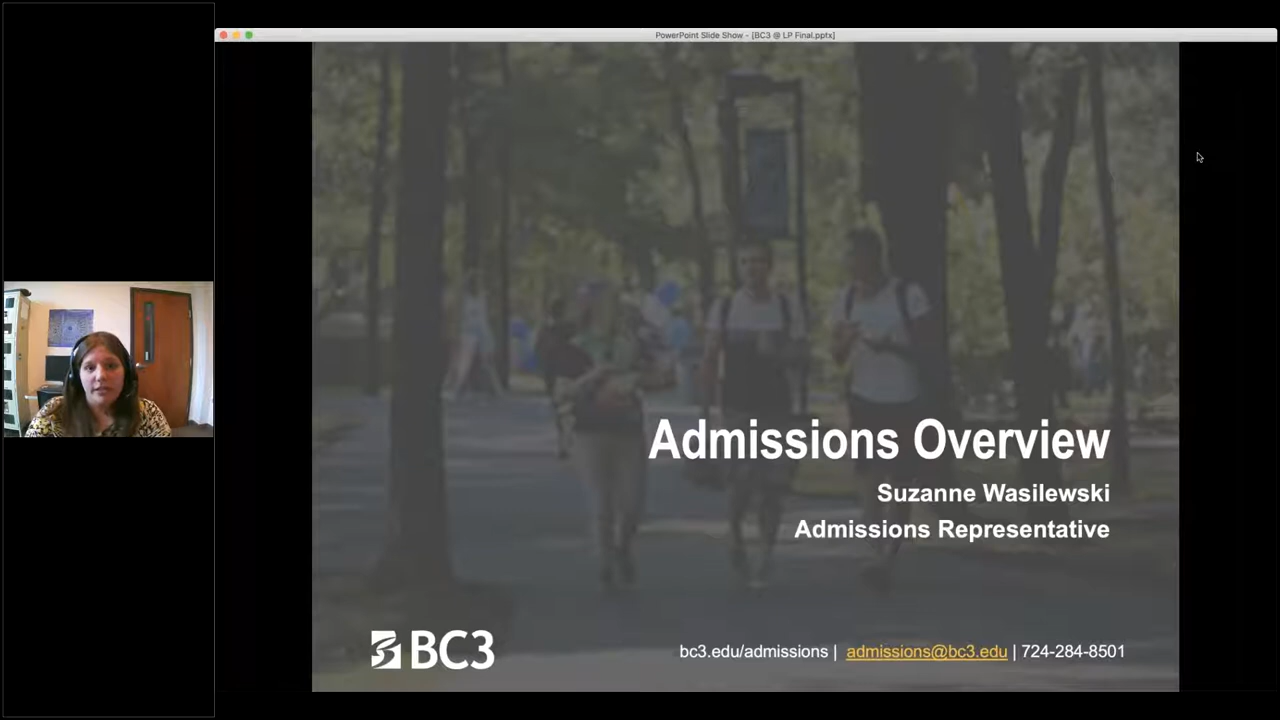 PowerPoint Slide Show - [BC3 @ LP Final.pptx]
Admissions Overview
Suzanne Wasilewski
Admissions Representative
BC3
bc3.edu/admissions | admissions@bc3.edu | 724-284-8501